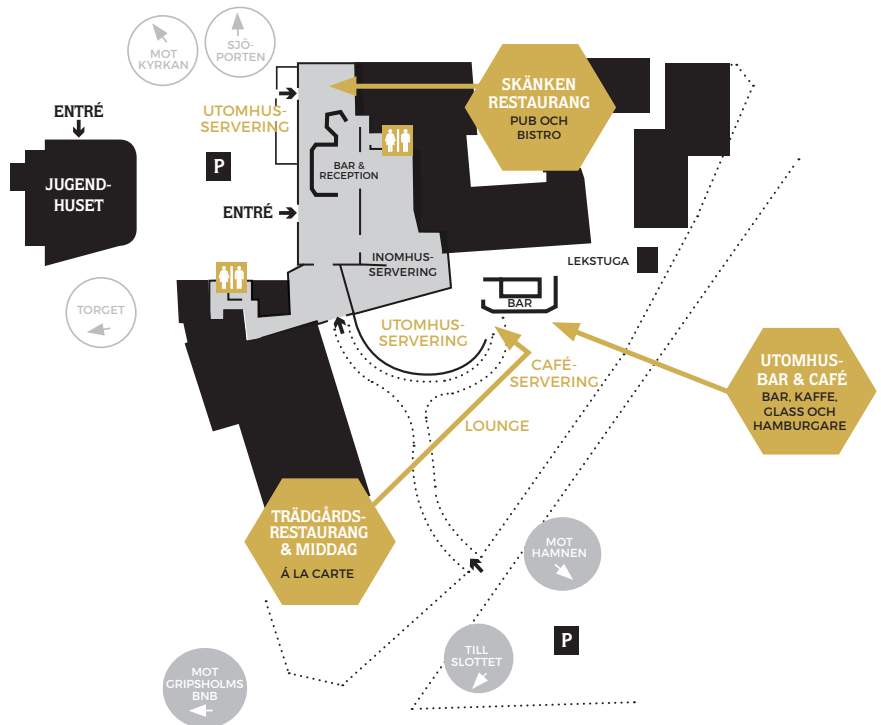 MOT
KYRKAN
SJÖ-
PORTEN
SKÄNKEN
RESTAURANG
PUB OCH
BISTRO
UTOMHUS-
SERVERING
ENTRÉ
P
BAR &
RECEPTION
JUGEND-
HUSET
ENTRÉ
INOMHUS-
SERVERING
LEKSTUGA
BAR
TORGET
UTOMHUS-
SERVERING
CAFÉ-
SERVERING
UTOMHUS-
BAR & CAFÉ
BAR, KAFFE,
GLASS OCH
HAMBURGARE
LOUNGE
TRÄDGÅRDS-
RESTAURANG
& MIDDAG
Á LA CARTE
MOT
HAMNEN
P
TILL
SLOTTET
MOT
GRIPSHOLMS
BNB